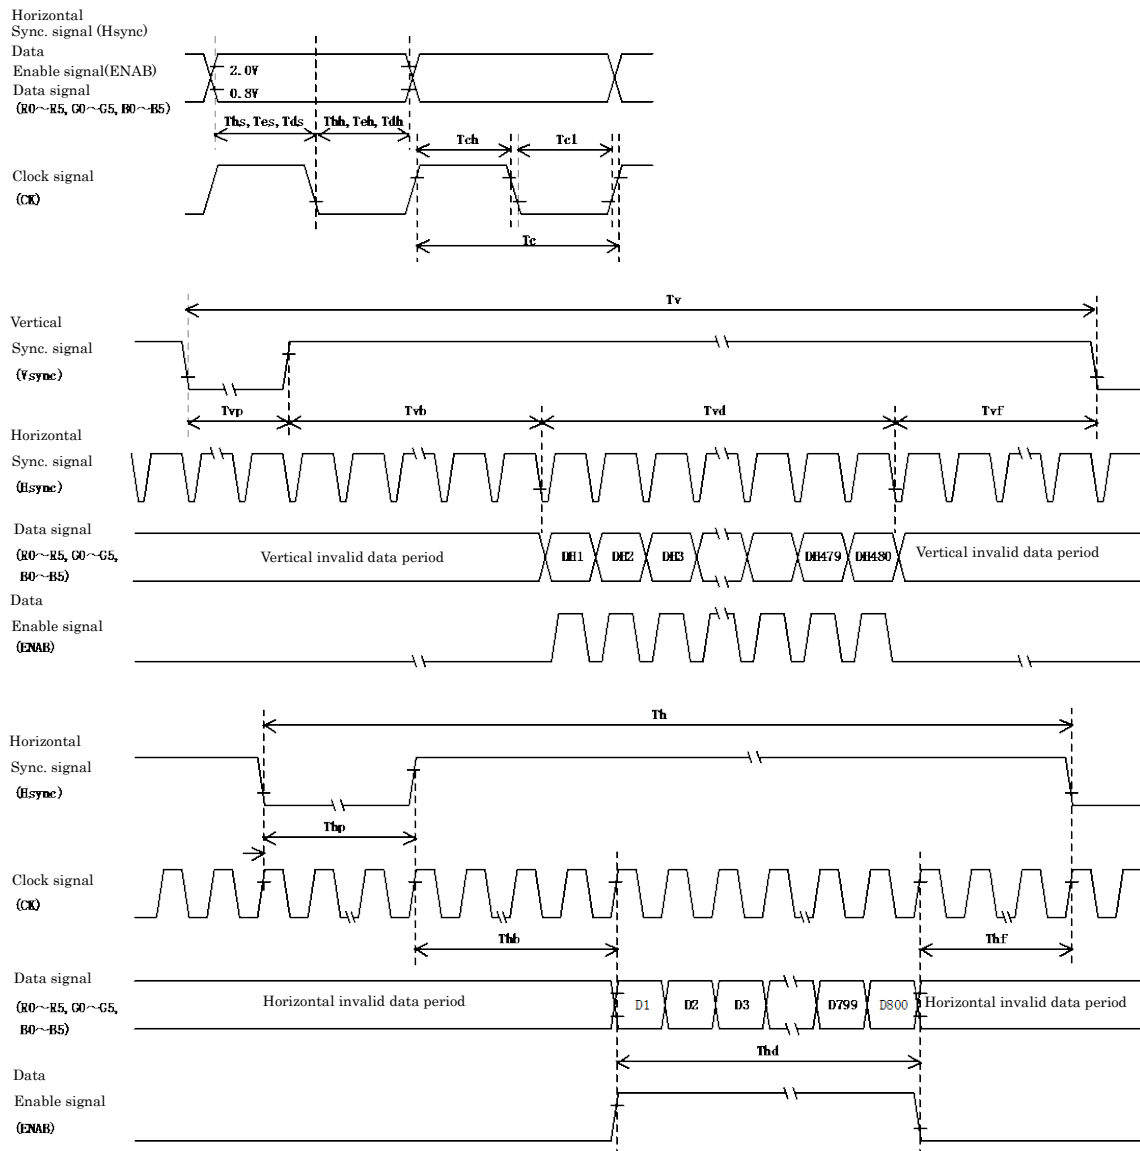 Horizontal
Sync. signal (Hsync)
Data
Enable signal(ENAB)
Data signal
(R0～R5, G0～G5, B0～B5)
2.0V
0.8V
Ths, Tes, Tds
Thh, Teh, Tdh
Tch
Tcl
Clock signal
(CK)
Tc
Tv
Vertical
Sync. signal
(Vsync)
Tvp
Tvb
Tvd
Tvf
Horizontal
Sync. signal
(Hsync)
Data signal
(R0～R5, G0～G5,
B0～B5)
Vertical invalid data period
DH1
DH2
DH3
DH479
DH480
Vertical invalid data period
Data
Enable signal
(ENAB)
Th
Horizontal
Sync. signal
(Hsync)
Thp
Clock signal
(CK)
Thb
Thf
Data signal
(R0～R5, G0～G5,
B0～B5)
Horizontal invalid data period
D1
D2
D3
D799
D800
Horizontal invalid data period
Thd
Data
Enable signal
(ENAB)